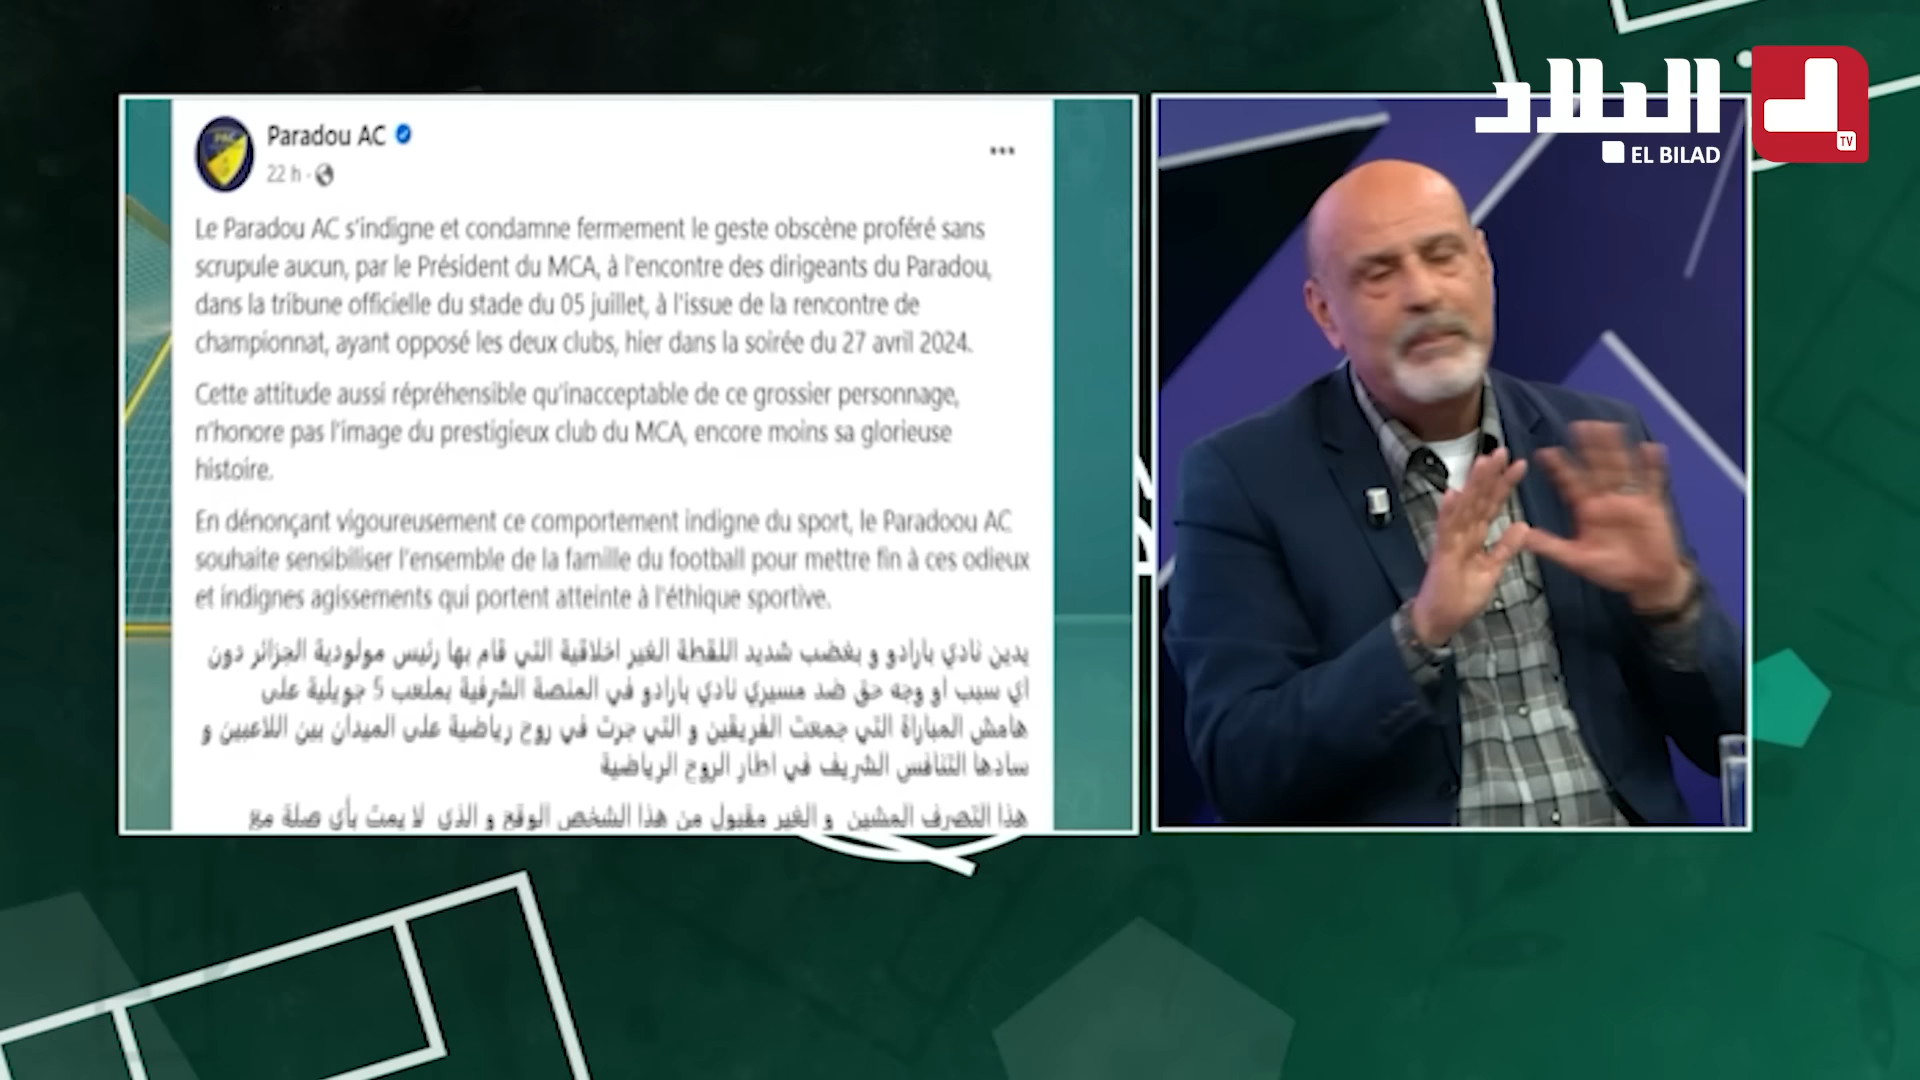 Paradou AC
22 h
Le Paradou AC s'indigne et condamne fermement le geste obscène proféré sans
scrupule aucun, par le Président du MCA, à l'encontre des dirigeants du Paradou,
dans la tribune officielle du stade du 05 juillet, à l'issue de la rencontre de
championnat, ayant opposé les deux clubs, hier dans la soirée du 27 avril 2024.
Cette attitude aussi répréhensible qu'inacceptable de ce grossier personnage,
n'honore pas l'image du prestigieux club du MCA, encore moins sa glorieuse
histoire.
En dénonçant vigoureusement ce comportement indigne du sport, le Paradoou AC
souhaite sensibiliser l'ensemble de la famille du football pour mettre fin à ces odieux
et indignes agissements qui portent atteinte à l'éthique sportive.
يدين نادي بارادو و بغضب شديد اللقطة الغير اخلاقية التي قام بها رئيس مولودية الجزائر دون
اي سبب او وجه حق ضد مسيري نادي بارادو في المنصة الشرفية بملعب 5 جويلية على
هامش المباراة التي جمعت الفريقين و التي جرت في روح رياضية على الميدان بين اللاعبين و
سادها التنافس الشريف في اطار الروح الرياضية
هذا التصرف المشين و الغير مقبول من هذا الشخص الوقح و الذي لا يمت بأي صلة مع
البلاد
EL BILAD
TV